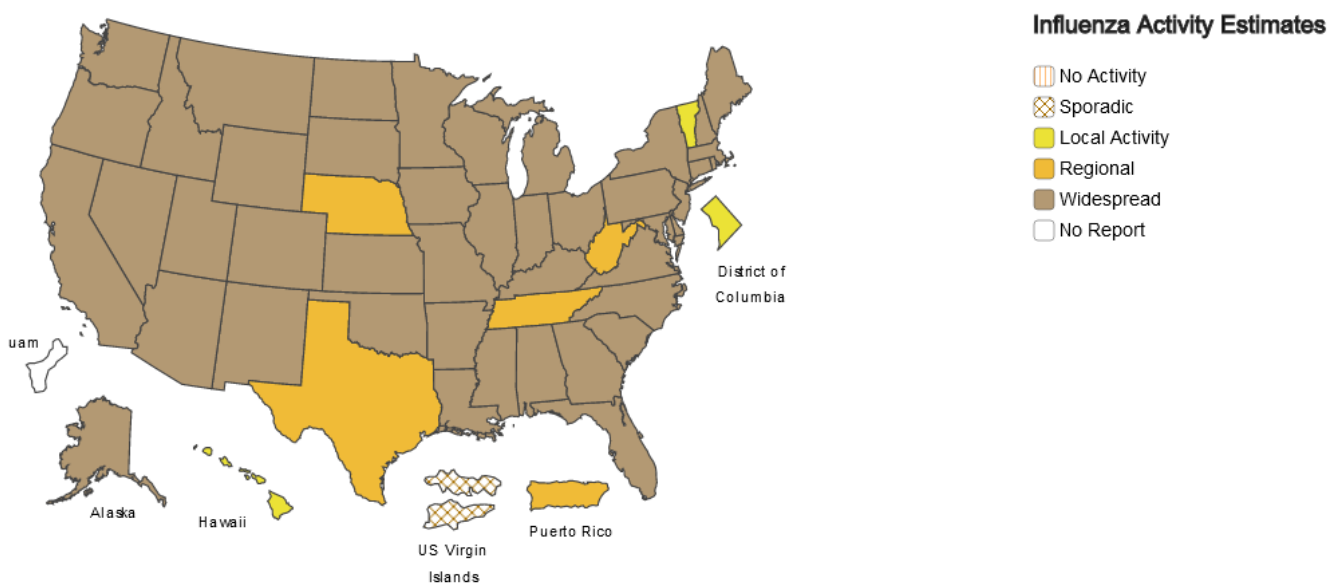 Influenza Activity Estimates
No Activity
Sporadic
Local Activity
Regional
Widespread
No Report
District of
Columbia
uam
Alaska
Hawaii
US Virgin
Islands
Puerto Rico